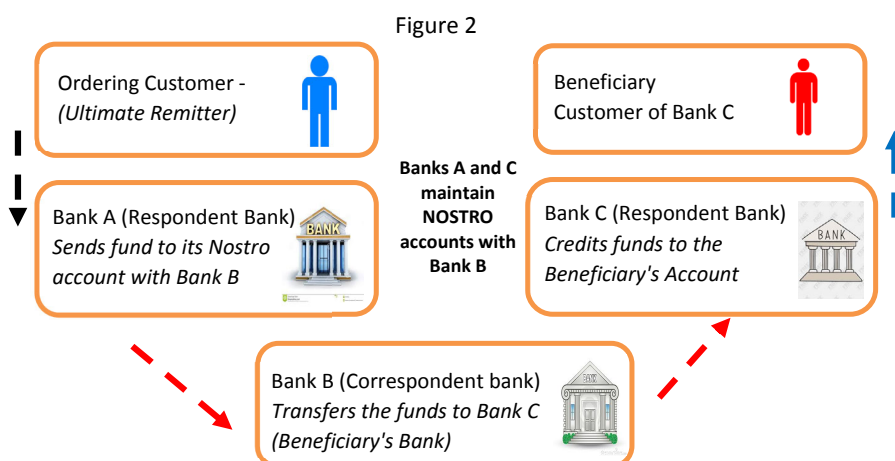 Figure 2
Ordering Customer -
(Ultimate Remitter)
Beneficiary
Customer of Bank C
Banks A and C
maintain
NOSTRO
accounts with
Bank B
Bank A (Respondent Bank)
Sends fund to its Nostro
account with Bank B
BANK
Bank C (Respondent Bank)
Credits funds to the
Beneficiary's Account
BANK
Bank B (Correspondent bank)
Transfers the funds to Bank C
(Beneficiary's Bank)
BANK